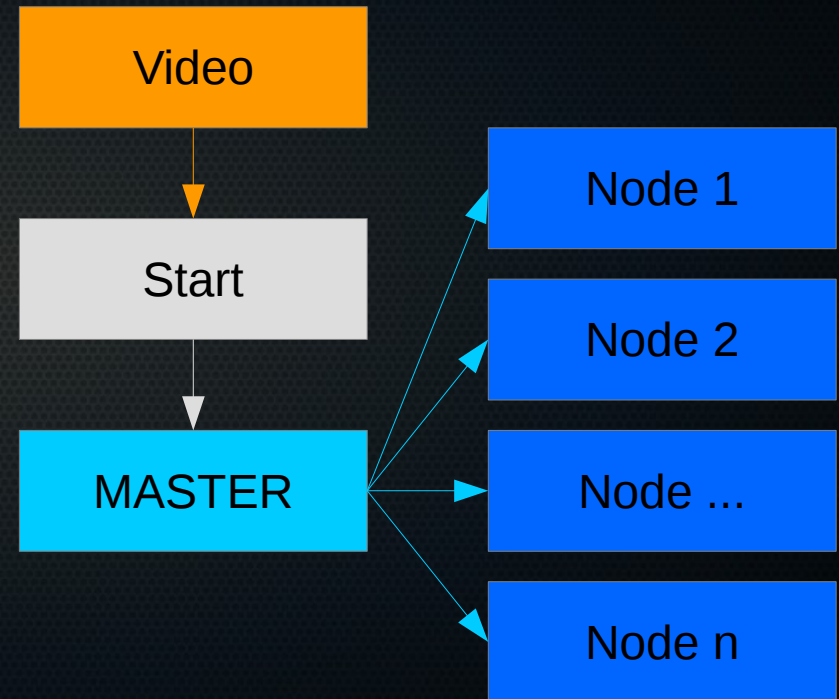 Video
Start
MASTER
Node 1
Node 2
Node ...
Node n